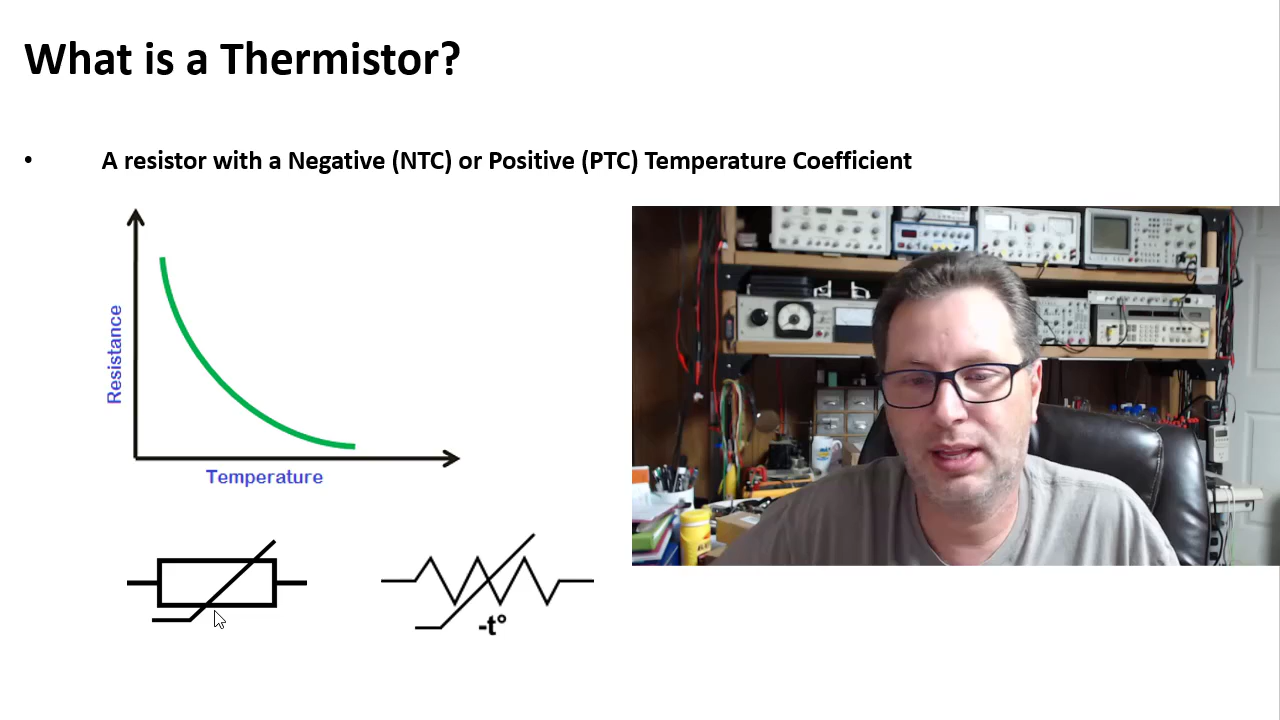 What is a Thermistor?
• A resistor with a Negative (NTC) or Positive (PTC) Temperature Coefficient
Resistance
Temperature
-t°